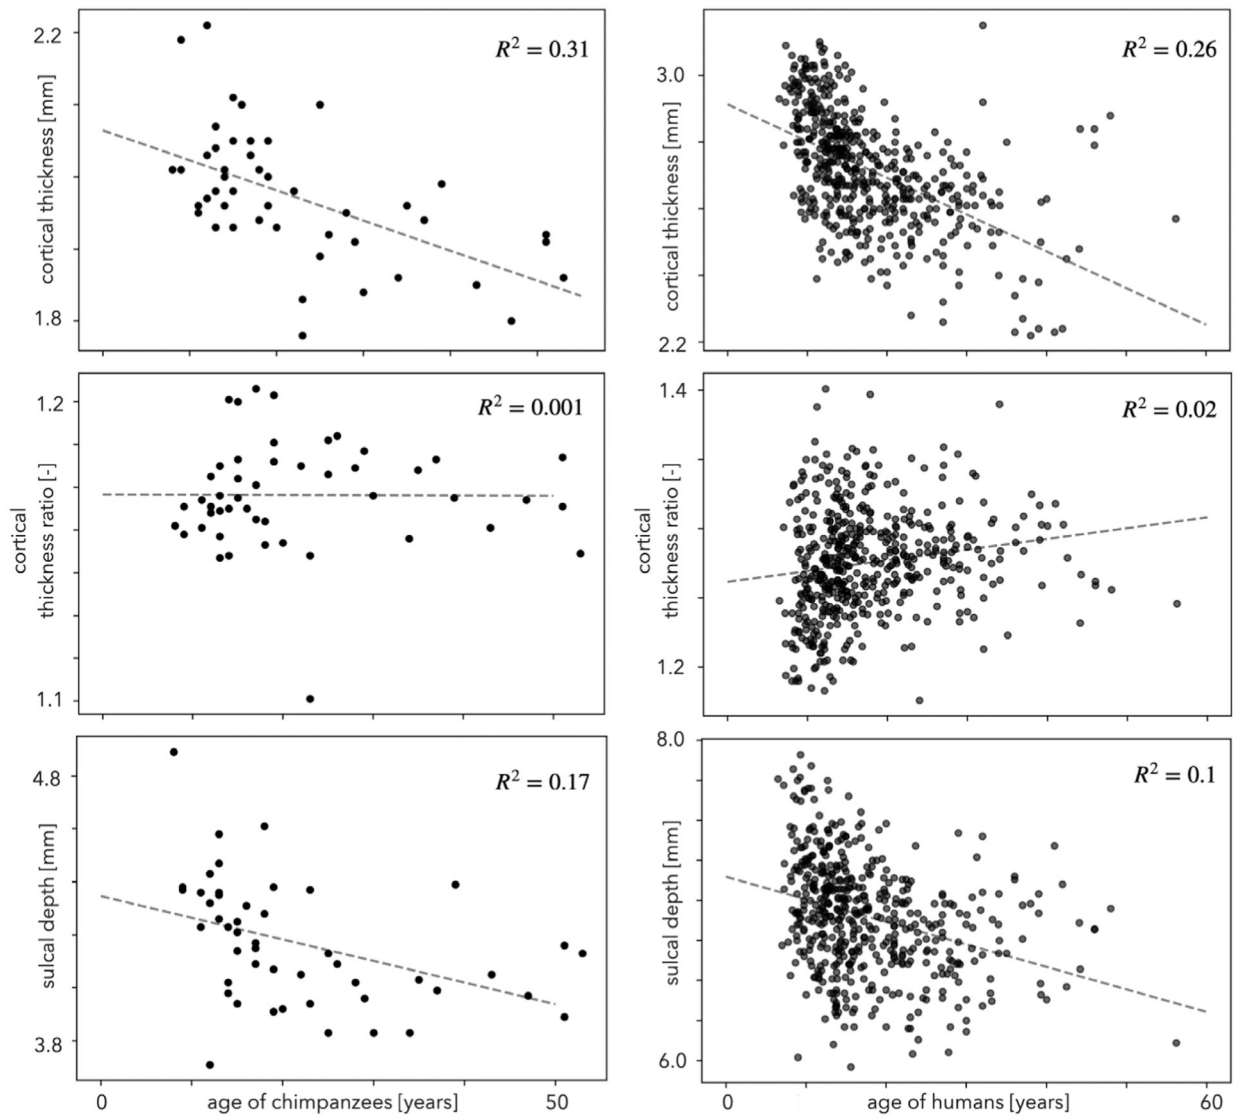 2.2
R² = 0.31
cortical thickness [mm]
1.8
3.0
R² = 0.26
cortical thickness [mm]
2.2
1.2
R² = 0.001
cortical
thickness ratio [-]
1.1
1.4
R² = 0.02
cortical
thickness ratio [-]
1.2
4.8
R² = 0.17
sulcal depth [mm]
3.8
0
age of chimpanzees [years]
50
8.0
R² = 0.1
sulcal depth [mm]
6.0
0
age of humans [years]
60